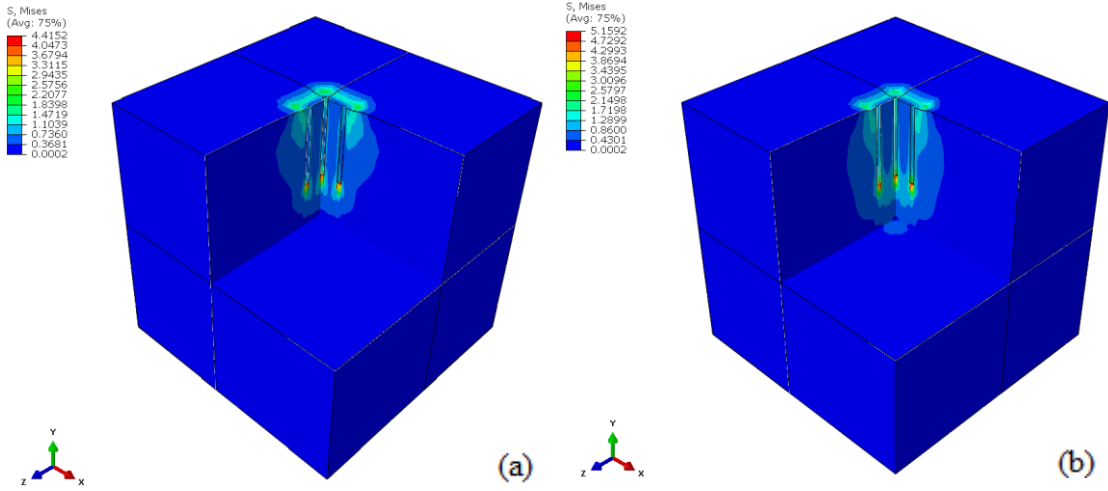 S, Mises
(Avg: 75%)
4.4152
4.0473
3.6794
3.3115
2.9435
2.5756
2.2077
1.8398
1.4719
1.1039
0.7360
0.3681
0.0002
Y
Z
X
(a)
S, Mises
(Avg: 75%)
5.1592
4.7292
4.2993
3.8694
3.4395
3.0096
2.5797
2.1498
1.7198
1.2899
0.8600
0.4301
0.0002
Y
Z
X
(b)